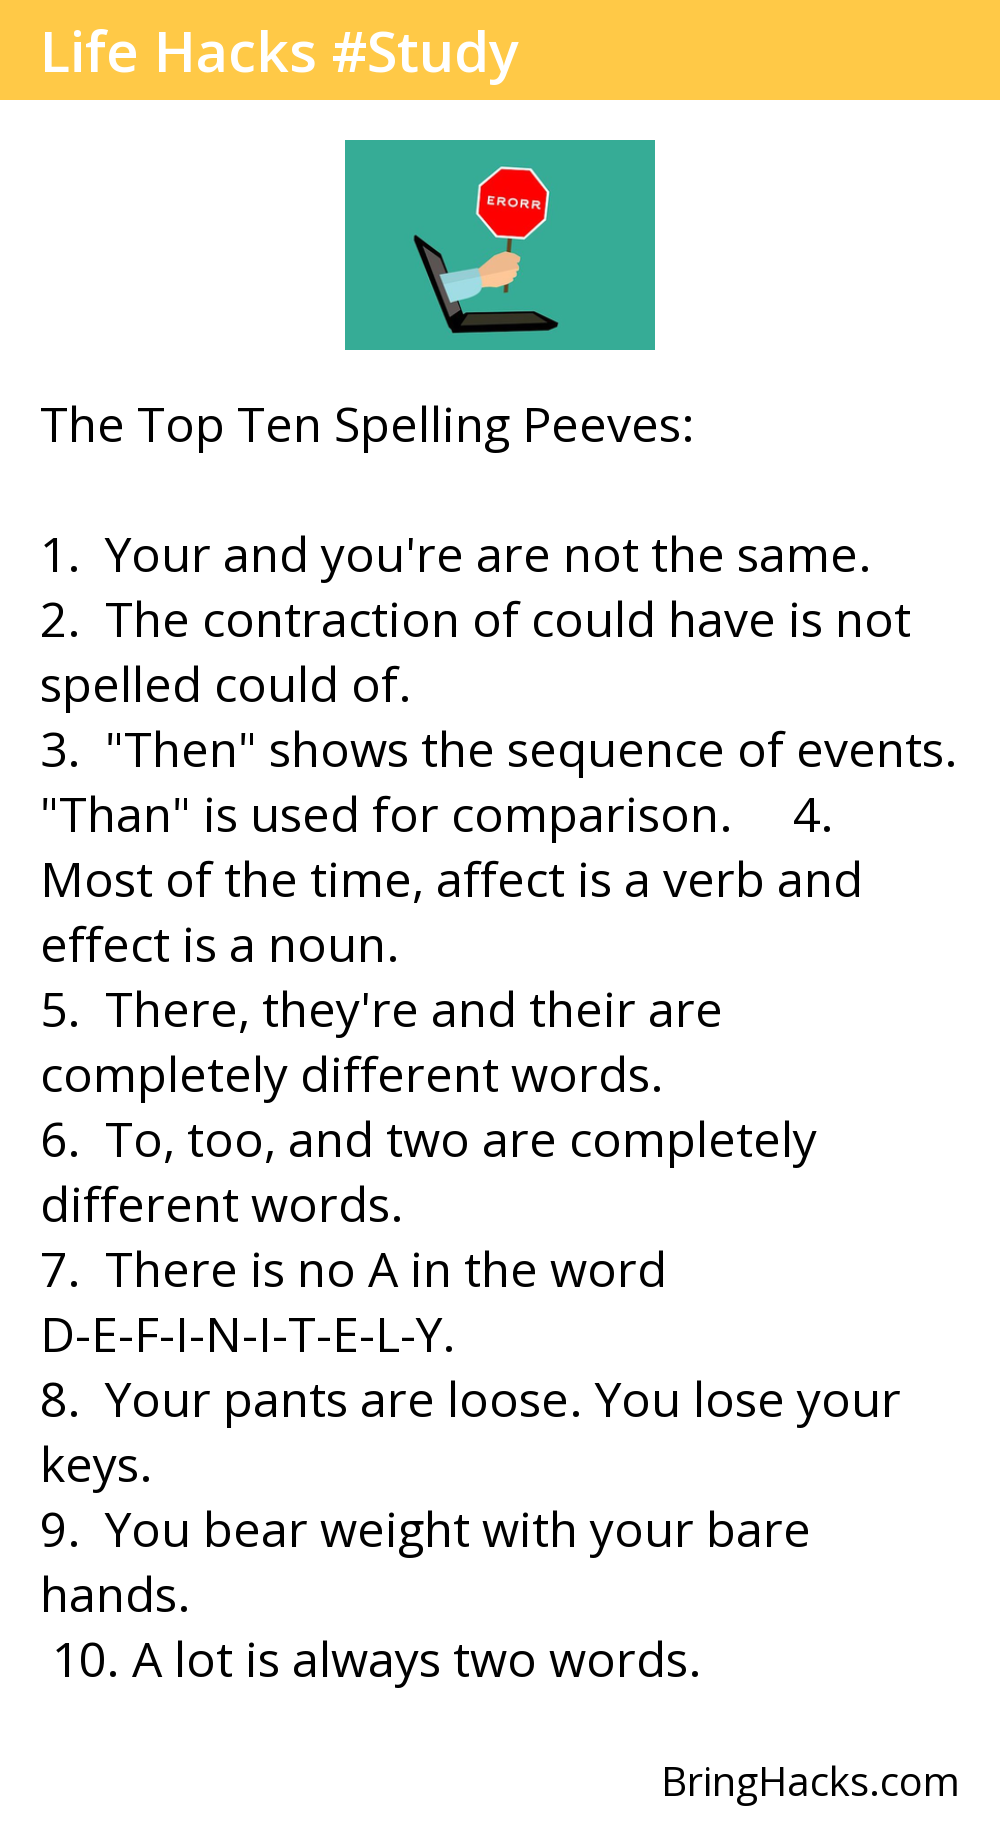 Life Hacks #Study
ERORR
The Top Ten Spelling Peeves:
1.  Your and you're are not the same.
2.  The contraction of could have is not
spelled could of.
3.  "Then" shows the sequence of events.
"Than" is used for comparison.     4.
Most of the time, affect is a verb and
effect is a noun.
5.  There, they're and their are
completely different words.
6.  To, too, and two are completely
different words.
7.  There is no A in the word
D-E-F-I-N-I-T-E-L-Y.
8.  Your pants are loose. You lose your
keys.
9.  You bear weight with your bare
hands.
10. A lot is always two words.
BringHacks.com